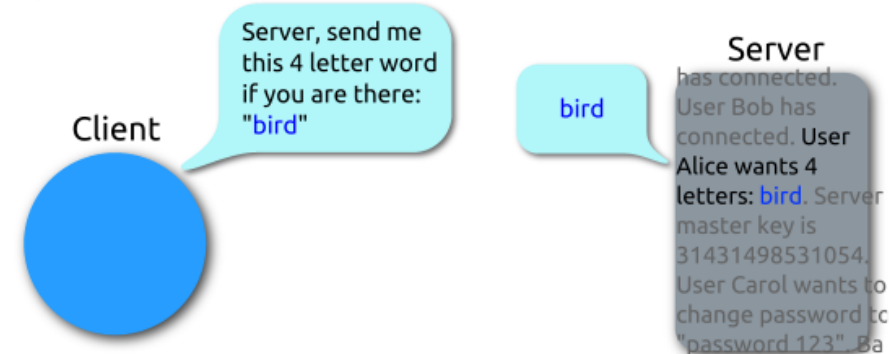 Client
Server, send me
this 4 letter word
if you are there:
"bird"
bird
Server
has connected.
User Bob has
connected. User
Alice wants 4
letters: bird. Server
master key is
31431498531054.
User Carol wants to
change password to
"password 123". Ba